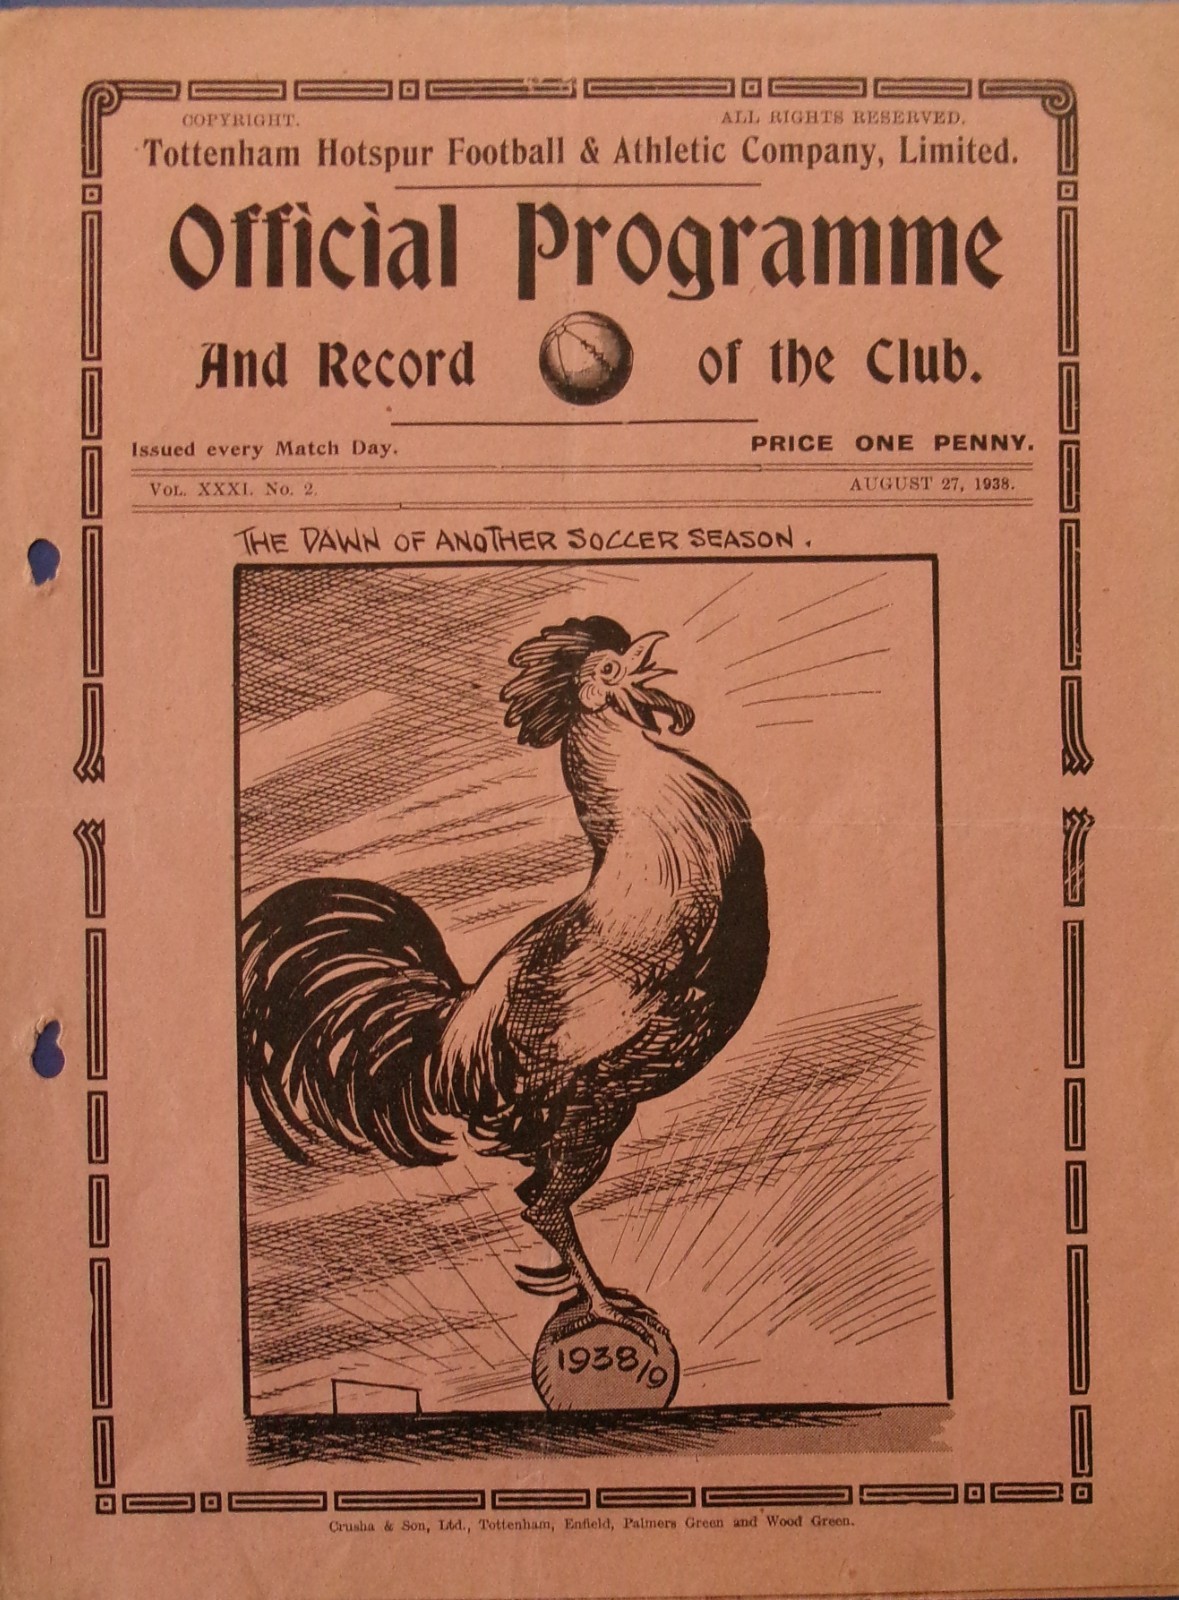 COPYRIGHT. ALL RIGHTS RESERVED.
Tottenham Hotspur Football & Athletic Company, Limited.
Official Programme
And Record of the Club.
Issued every Match Day. PRICE ONE PENNY.
VOL. XXXI. No. 2. AUGUST 27, 1938.
THE DAWN OF ANOTHER SOCCER SEASON.
1938/9
Crusha & Son, Ltd., Tottenham, Enfield, Palmers Green and Wood Green.